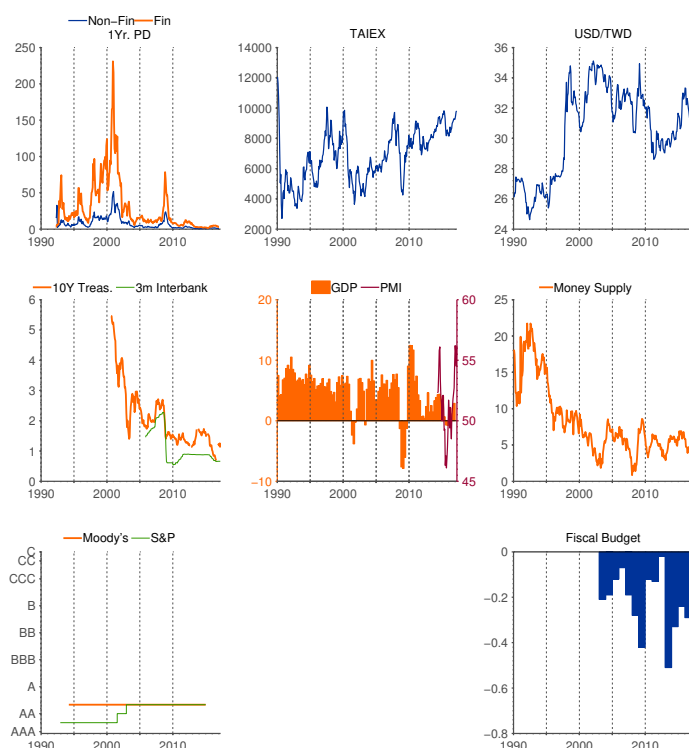 Non−Fin Fin
1Yr. PD
TAIEX
USD/TWD
250
200
150
100
50
0
1990 2000 2010
14000
12000
10000
8000
6000
4000
2000
1990 2000 2010
36
34
32
30
28
26
24
1990 2000 2010
10Y Treas. 3m Interbank
GDP PMI
Money Supply
6
5
4
3
2
1
0
1990 2000 2010
20
10
0
−10
60
55
50
45
1990 2000 2010
25
20
15
10
5
0
1990 2000 2010
Moody's S&P
Fiscal Budget
C
CC
CCC
B
BB
BBB
A
AA
AAA
1990 2000 2010
0
−0.2
−0.4
−0.6
−0.8
1990 2000 2010